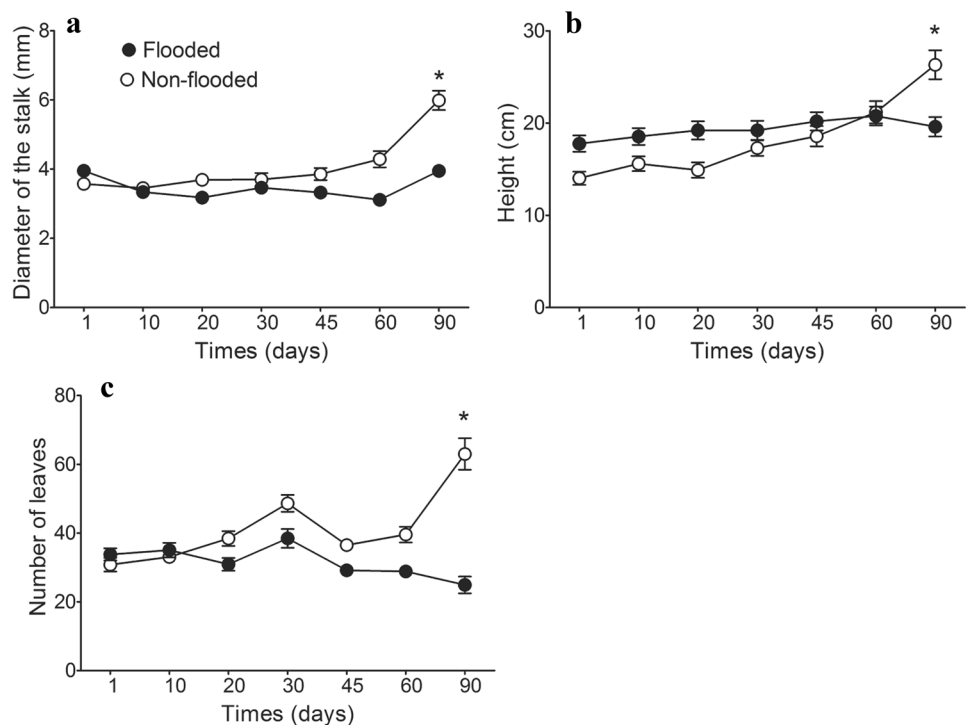 a
Diameter of the stalk (mm)
8
6
4
2
0
Flooded
Non-flooded
*
1 10 20 30 45 60 90
Times (days)
b
Height (cm)
30
20
10
0
*
1 10 20 30 45 60 90
Times (days)
c
Number of leaves
80
60
40
20
0
*
1 10 20 30 45 60 90
Times (days)